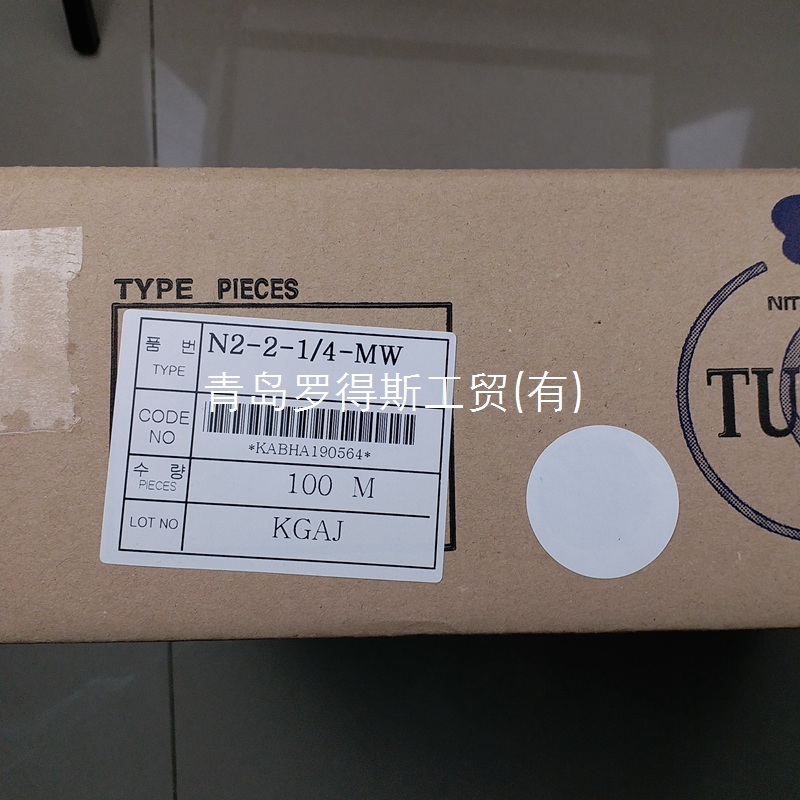 TYPE PIECES
품 번
TYPE
N2-2-1/4-MW
青岛罗得斯工贸(有)
CODE
NO
*KABHA190564*
수 량
PIECES
100 M
LOT NO
KGAJ
NIT
TU